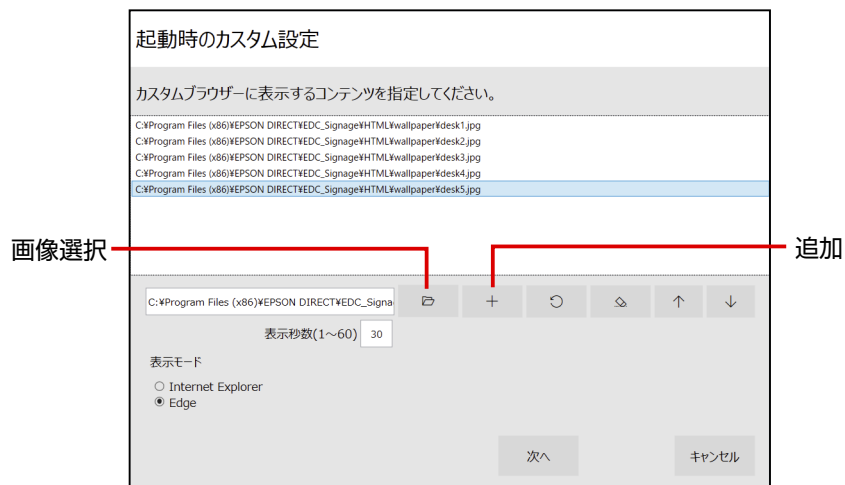 起動時のカスタム設定
カスタムブラウザーに表示するコンテンツを指定してください。
C:¥Program Files (x86)¥EPSON DIRECT¥EDC_Signage¥HTML¥wallpaper¥desk1.jpg
C:¥Program Files (x86)¥EPSON DIRECT¥EDC_Signage¥HTML¥wallpaper¥desk2.jpg
C:¥Program Files (x86)¥EPSON DIRECT¥EDC_Signage¥HTML¥wallpaper¥desk3.jpg
C:¥Program Files (x86)¥EPSON DIRECT¥EDC_Signage¥HTML¥wallpaper¥desk4.jpg
C:¥Program Files (x86)¥EPSON DIRECT¥EDC_Signage¥HTML¥wallpaper¥desk5.jpg
画像選択
追加
C:¥Program Files (x86)¥EPSON DIRECT¥EDC_Signa
表示秒数(1～60) 30
表示モード
Internet Explorer
Edge
次へ
キャンセル